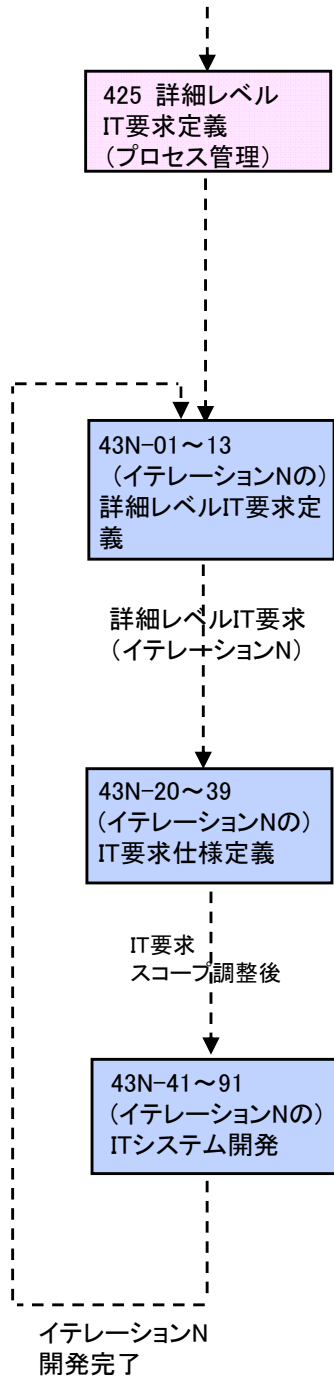 425 詳細レベル
IT要求定義
(プロセス管理)
43N-01～13
(イテレーションNの)
詳細レベルIT要求定
義
詳細レベルIT要求
(イテレーションN)
43N-20～39
(イテレーションNの)
IT要求仕様定義
IT要求
スコープ調整後
43N-41～91
(イテレーションNの)
ITシステム開発
イテレーションN
開発完了